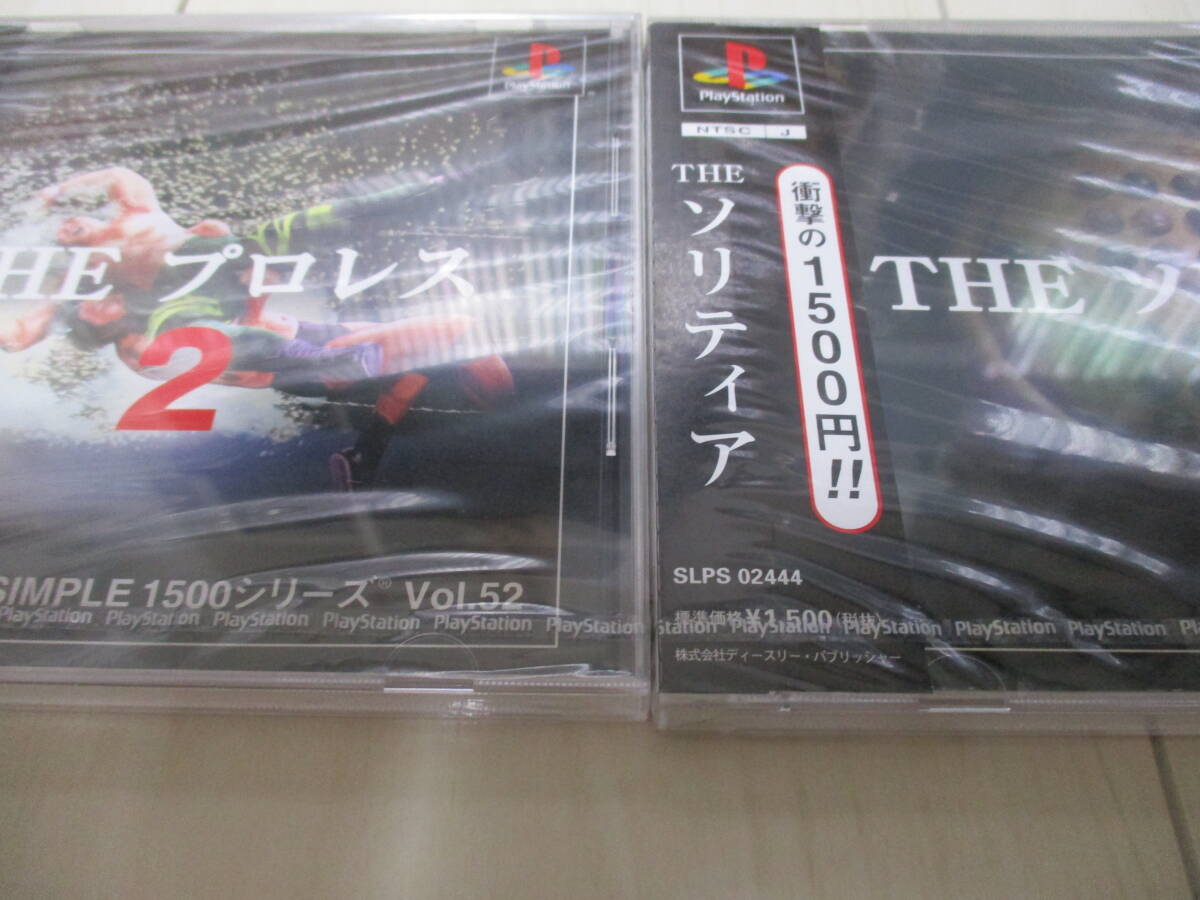 PlayStation
HE プロレス
2
SIMPLE 1500シリーズ® Vol.52
PlayStation PlayStation PlayStation PlayStation PlayStation PlayStation
PlayStation
NTSC J
THE ソリティア
衝撃の1500円!!
SLPS 02444
標準価格¥1,500(税抜)
station PlayStation PlayStation PlayStation PlayStation
株式会社ディースリー・パブリッシャー
THE ソ